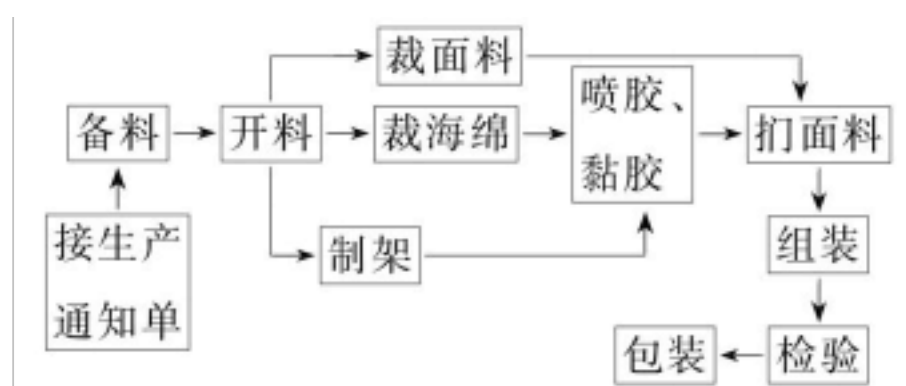 裁面料
喷胶、
黏胶
备料
开料
裁海绵
扪面料
接生产
通知单
制架
组装
包装
检验